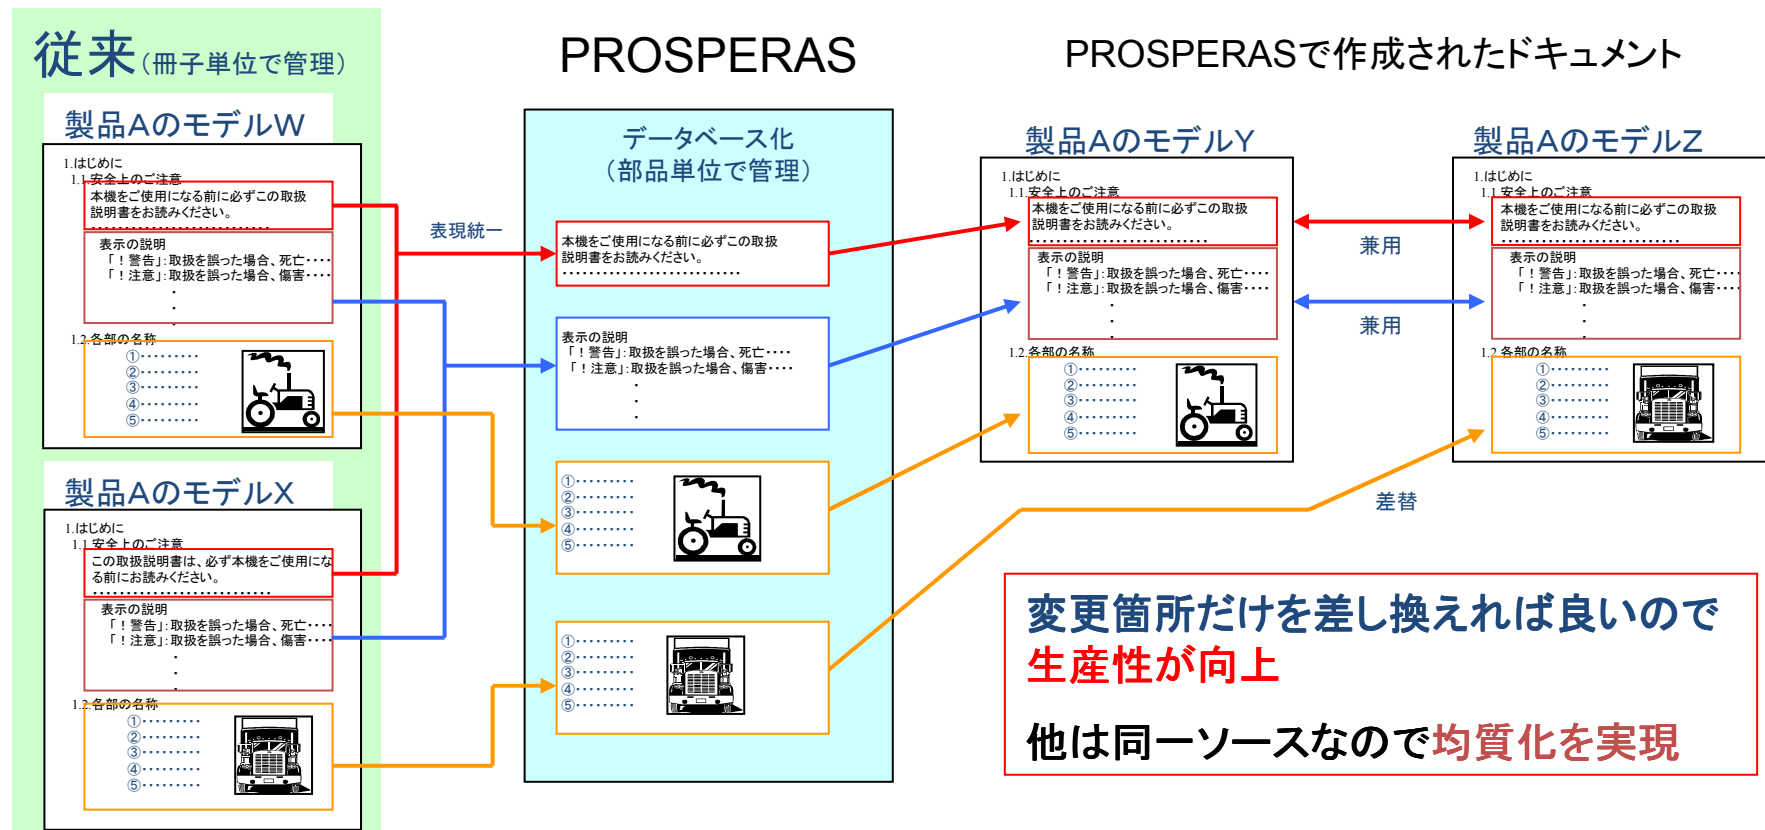 従来(冊子単位で管理)
製品AのモデルW
1.はじめに
1.1.安全上のご注意
本機をご使用になる前に必ずこの取扱
説明書をお読みください。
・・・・・・・・・・・・・・・・・・・・・・・・・・
表示の説明
「！警告」:取扱を誤った場合、死亡・・・・
「！注意」:取扱を誤った場合、傷害・・・・
・
・
・
1.2.各部の名称
①・・・・・・・・・
②・・・・・・・・・
③・・・・・・・・・
④・・・・・・・・・
⑤・・・・・・・・・
製品AのモデルX
1.はじめに
1.1.安全上のご注意
この取扱説明書は、必ず本機をご使用にな
る前にお読みください。
・・・・・・・・・・・・・・・・・・・・・・・・・・
表示の説明
「！警告」:取扱を誤った場合、死亡・・・・
「！注意」:取扱を誤った場合、傷害・・・・
・
・
・
1.2.各部の名称
①・・・・・・・・・
②・・・・・・・・・
③・・・・・・・・・
④・・・・・・・・・
⑤・・・・・・・・・
表現統一
PROSPERAS
データベース化
(部品単位で管理)
本機をご使用になる前に必ずこの取扱
説明書をお読みください。
・・・・・・・・・・・・・・・・・・・・・・・・・・
表示の説明
「！警告」:取扱を誤った場合、死亡・・・・
「！注意」:取扱を誤った場合、傷害・・・・
・
・
・
①・・・・・・・・・
②・・・・・・・・・
③・・・・・・・・・
④・・・・・・・・・
⑤・・・・・・・・・
①・・・・・・・・・
②・・・・・・・・・
③・・・・・・・・・
④・・・・・・・・・
⑤・・・・・・・・・
PROSPERASで作成されたドキュメント
製品AのモデルY
1.はじめに
1.1.安全上のご注意
本機をご使用になる前に必ずこの取扱
説明書をお読みください。
・・・・・・・・・・・・・・・・・・・・・・・・・・
表示の説明
「！警告」:取扱を誤った場合、死亡・・・・
「！注意」:取扱を誤った場合、傷害・・・・
・
・
1.2.各部の名称
①・・・・・・・・・
②・・・・・・・・・
③・・・・・・・・・
④・・・・・・・・・
⑤・・・・・・・・・
兼用
兼用
製品AのモデルZ
1.はじめに
1.1.安全上のご注意
本機をご使用になる前に必ずこの取扱
説明書をお読みください。
・・・・・・・・・・・・・・・・・・・・・・・・・・
表示の説明
「！警告」:取扱を誤った場合、死亡・・・・
「！注意」:取扱を誤った場合、傷害・・・・
・
・
1.2.各部の名称
①・・・・・・・・・
②・・・・・・・・・
③・・・・・・・・・
④・・・・・・・・・
⑤・・・・・・・・・
差替
変更箇所だけを差し換えれば良いので
生産性が向上
他は同一ソースなので均質化を実現